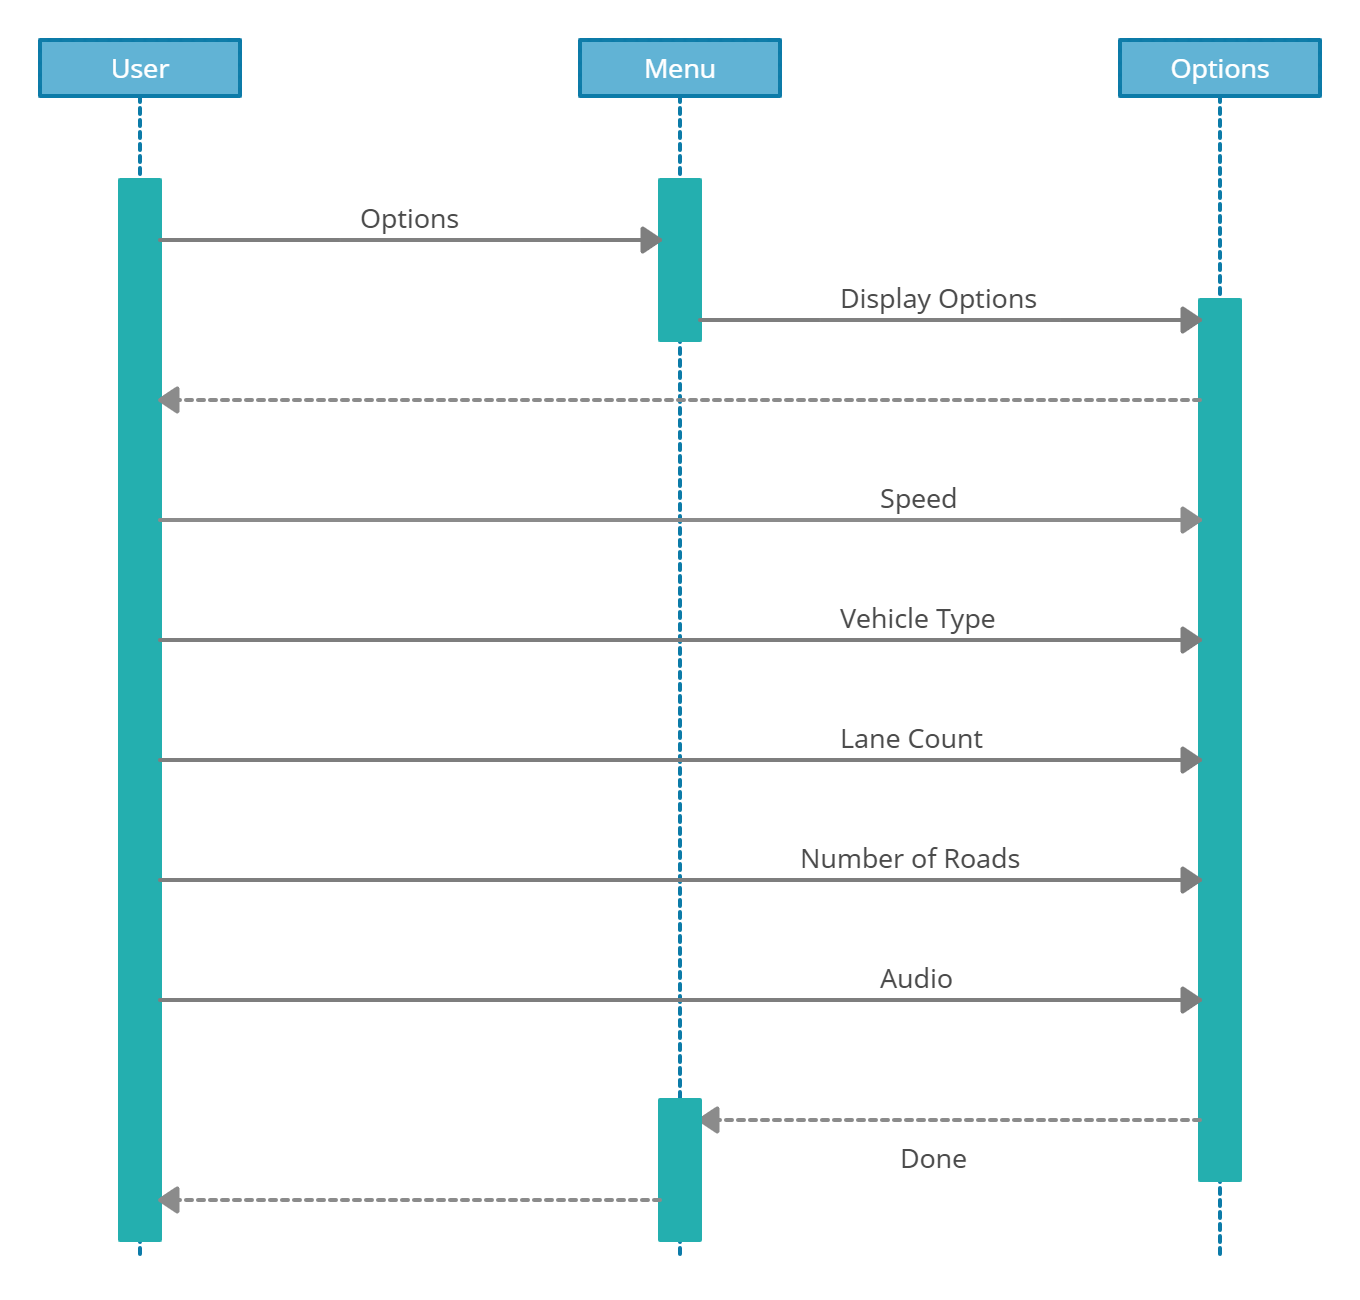 User
Menu
Options
Options
Display Options
Speed
Vehicle Type
Lane Count
Number of Roads
Audio
Done